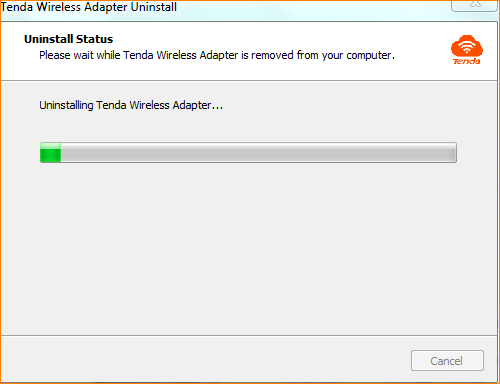 Tenda Wireless Adapter Uninstall
Uninstall Status
Please wait while Tenda Wireless Adapter is removed from your computer.
Tenda
Uninstalling Tenda Wireless Adapter...
Cancel